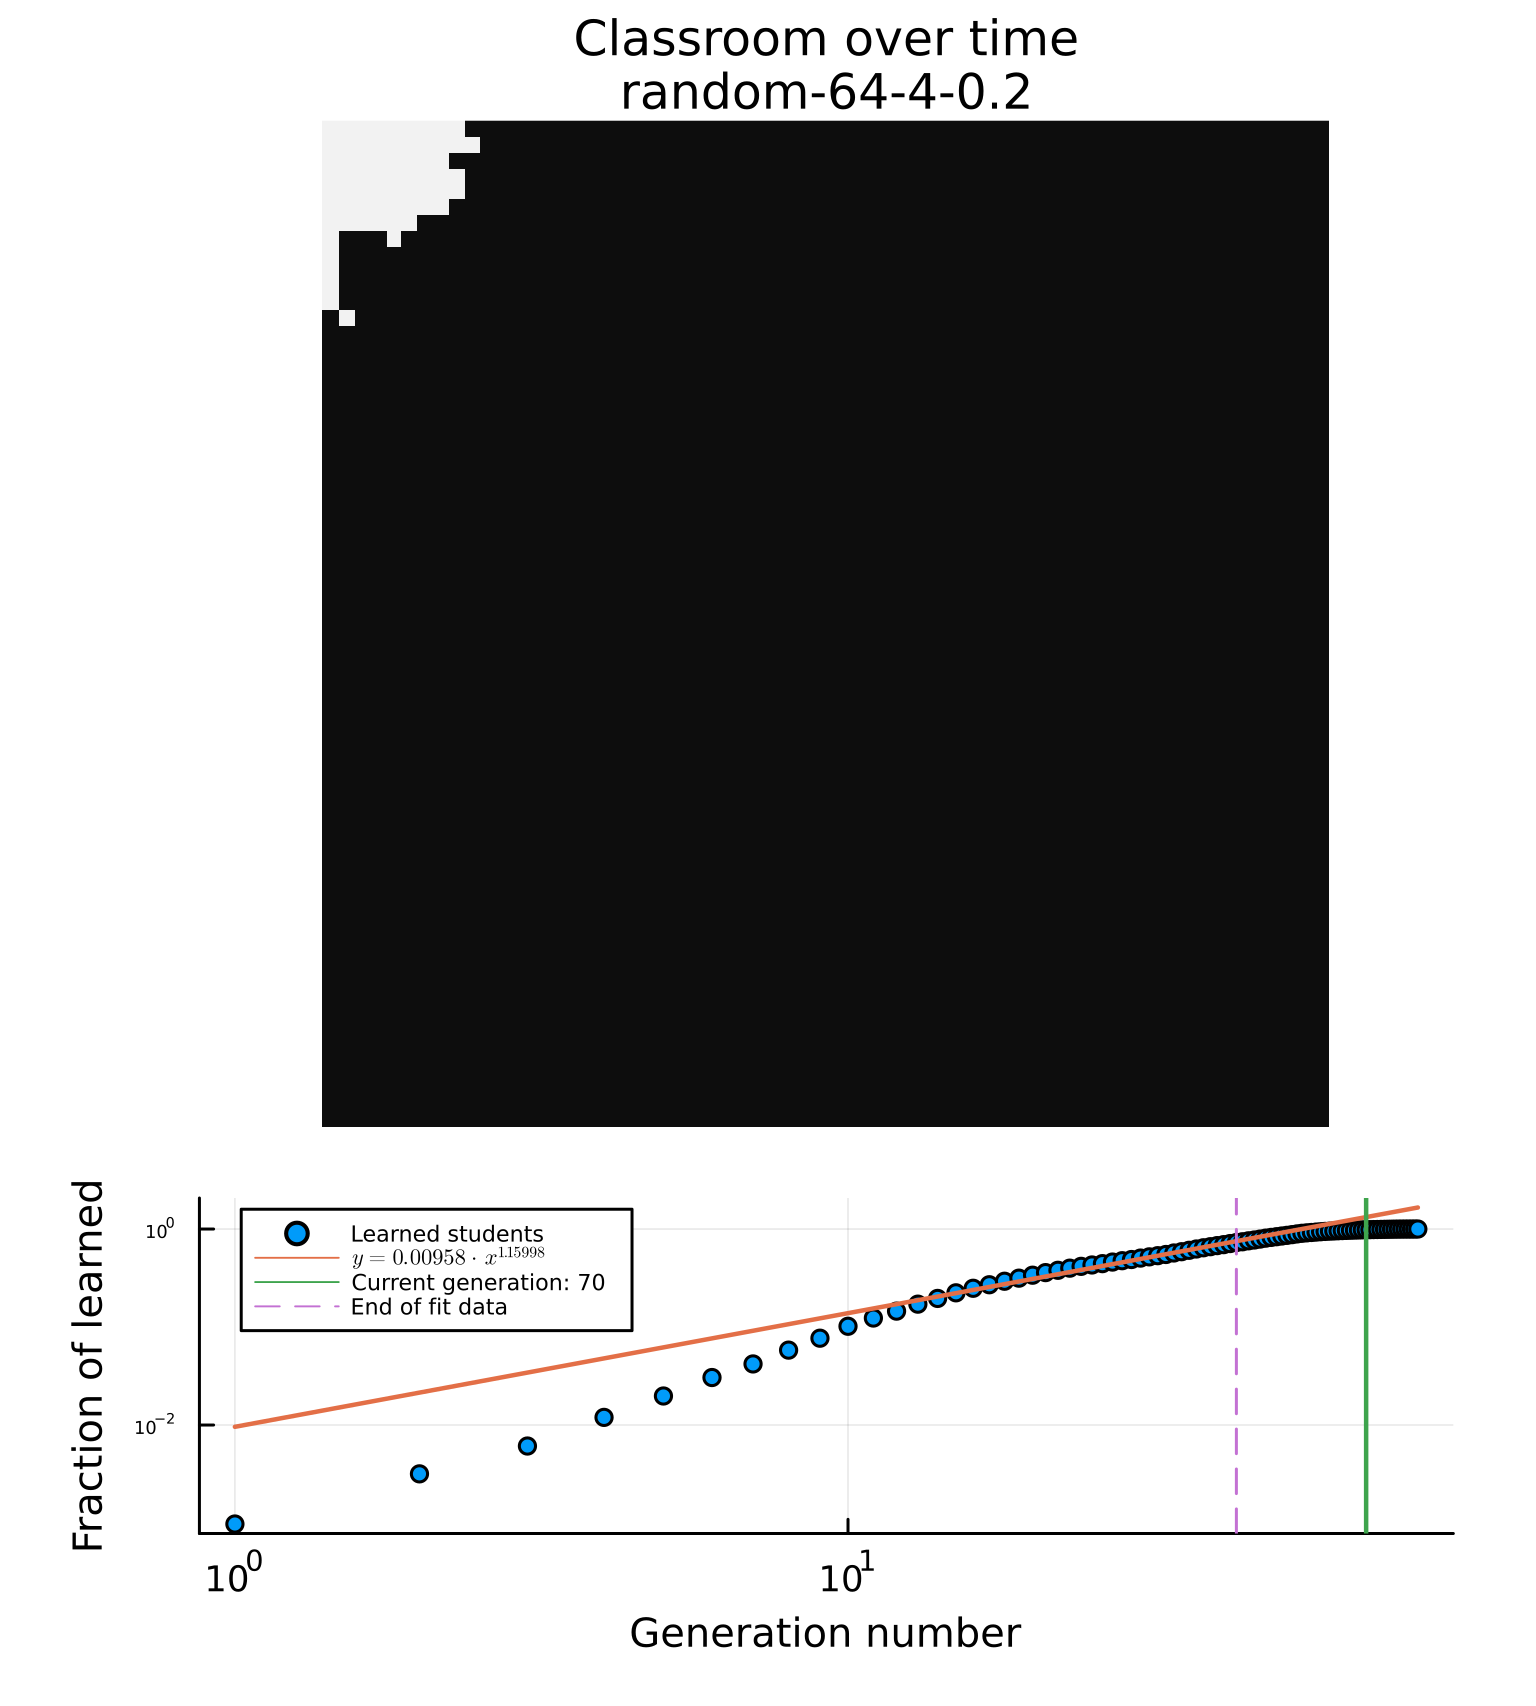 Classroom over time
random-64-4-0.2
Fraction of learned
10^0
10^-2
Learned students
y = 0.00958 · x^1.15998
Current generation: 70
End of fit data
10^0
10^1
Generation number